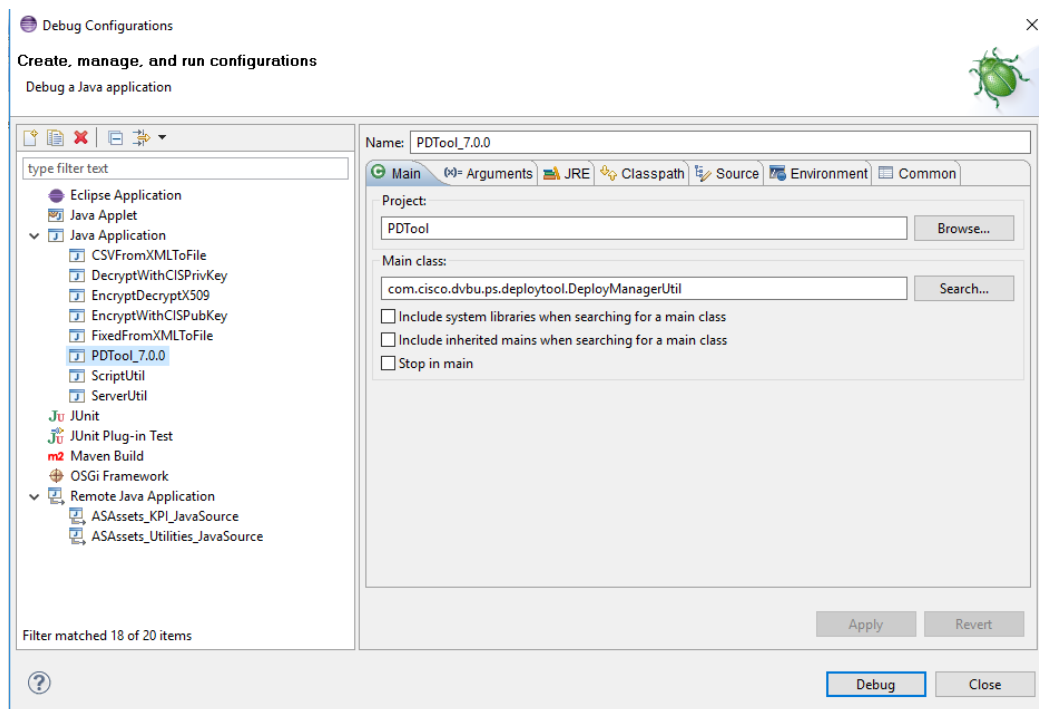 Debug Configurations
Create, manage, and run configurations
Debug a Java application
type filter text
Eclipse Application
Java Applet
Java Application
CSVFromXMLToFile
DecryptWithCISPrivKey
EncryptDecryptX509
EncryptWithCISPubKey
FixedFromXMLToFile
PDTool_7.0.0
ScriptUtil
ServerUtil
JU JUnit
JU JUnit Plug-in Test
m2 Maven Build
OSGi Framework
Remote Java Application
ASAssets_KPI_JavaSource
ASAssets_Utilities_JavaSource
Filter matched 18 of 20 items
Name: PDTool_7.0.0
Main (x)= Arguments JRE Classpath Source Environment Common
Project:
PDTool Browse...
Main class:
com.cisco.dvbu.ps.deploytool.DeployManagerUtil Search...
Include system libraries when searching for a main class
Include inherited mains when searching for a main class
Stop in main
Apply Revert
? Debug Close